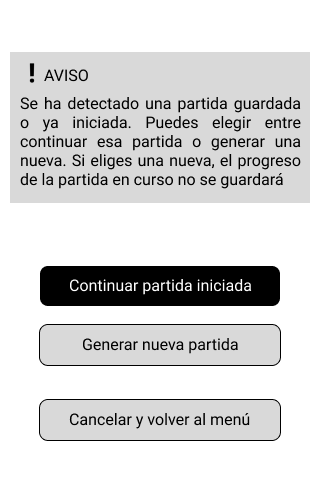 ❗ AVISO
Se ha detectado una partida guardada
o ya iniciada. Puedes elegir entre
continuar esa partida o generar una
nueva. Si eliges una nueva, el progreso
de la partida en curso no se guardará
Continuar partida iniciada
Generar nueva partida
Cancelar y volver al menú